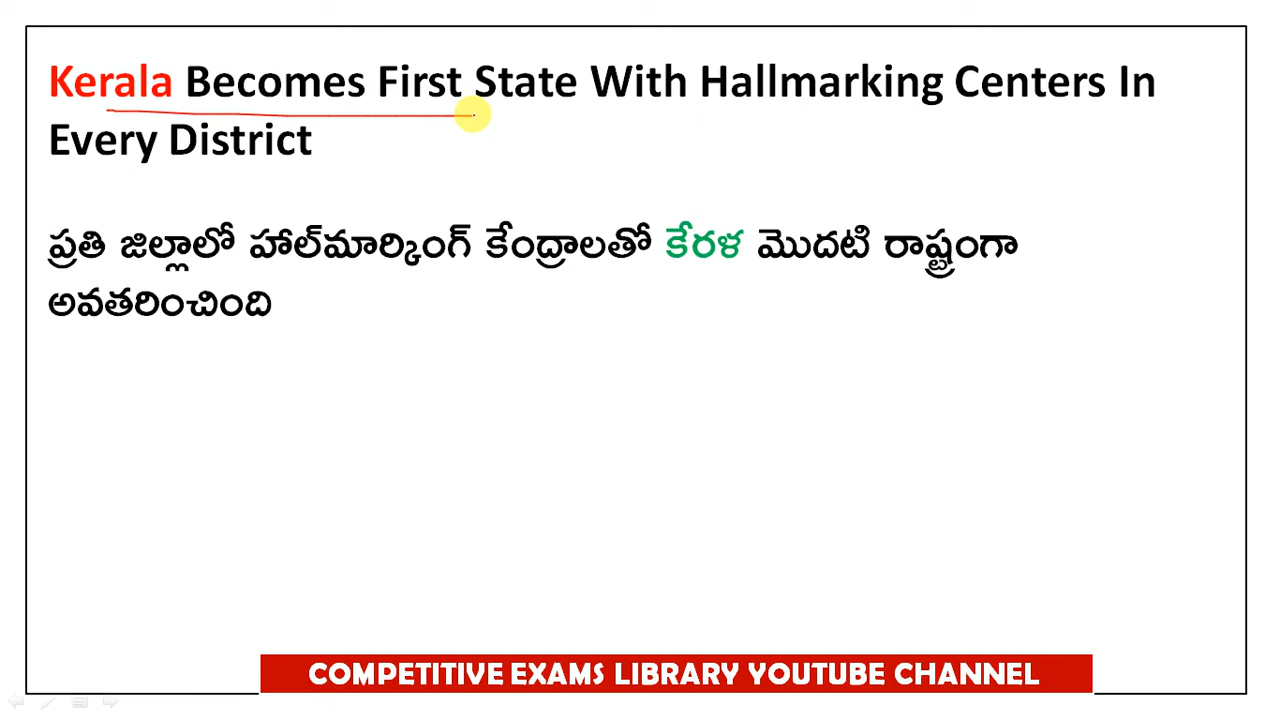 Kerala Becomes First State With Hallmarking Centers In
Every District
ప్రతి జిల్లాలో హాల్‌మార్కింగ్ కేంద్రాలతో కేరళ మొదటి రాష్ట్రంగా
అవతరించింది
COMPETITIVE EXAMS LIBRARY YOUTUBE CHANNEL